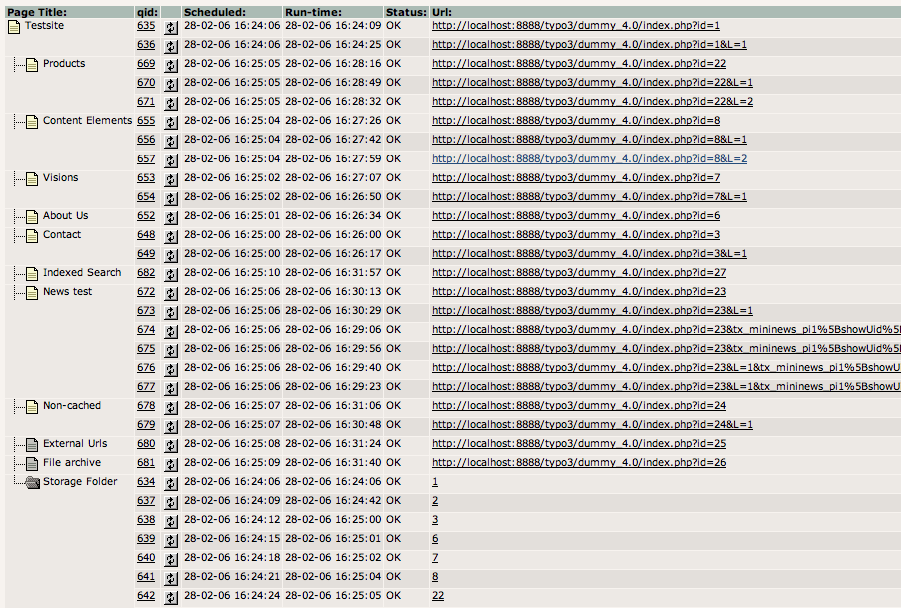 Page Title: qid: Scheduled: Run-time: Status: Url:
Testsite 635 28-02-06 16:24:06 28-02-06 16:24:09 OK http://localhost:8888/typo3/dummy_4.0/index.php?id=1
636 28-02-06 16:24:06 28-02-06 16:24:25 OK http://localhost:8888/typo3/dummy_4.0/index.php?id=1&L=1
Products 669 28-02-06 16:25:05 28-02-06 16:28:16 OK http://localhost:8888/typo3/dummy_4.0/index.php?id=22
670 28-02-06 16:25:05 28-02-06 16:28:49 OK http://localhost:8888/typo3/dummy_4.0/index.php?id=22&L=1
671 28-02-06 16:25:05 28-02-06 16:28:32 OK http://localhost:8888/typo3/dummy_4.0/index.php?id=22&L=2
Content Elements 655 28-02-06 16:25:04 28-02-06 16:27:26 OK http://localhost:8888/typo3/dummy_4.0/index.php?id=8
656 28-02-06 16:25:04 28-02-06 16:27:42 OK http://localhost:8888/typo3/dummy_4.0/index.php?id=8&L=1
657 28-02-06 16:25:04 28-02-06 16:27:59 OK http://localhost:8888/typo3/dummy_4.0/index.php?id=8&L=2
Visions 653 28-02-06 16:25:02 28-02-06 16:27:07 OK http://localhost:8888/typo3/dummy_4.0/index.php?id=7
654 28-02-06 16:25:02 28-02-06 16:26:50 OK http://localhost:8888/typo3/dummy_4.0/index.php?id=7&L=1
About Us 652 28-02-06 16:25:01 28-02-06 16:26:34 OK http://localhost:8888/typo3/dummy_4.0/index.php?id=6
Contact 648 28-02-06 16:25:00 28-02-06 16:26:00 OK http://localhost:8888/typo3/dummy_4.0/index.php?id=3
649 28-02-06 16:25:00 28-02-06 16:26:17 OK http://localhost:8888/typo3/dummy_4.0/index.php?id=3&L=1
Indexed Search 682 28-02-06 16:25:10 28-02-06 16:31:57 OK http://localhost:8888/typo3/dummy_4.0/index.php?id=27
News test 672 28-02-06 16:25:06 28-02-06 16:30:13 OK http://localhost:8888/typo3/dummy_4.0/index.php?id=23
673 28-02-06 16:25:06 28-02-06 16:30:29 OK http://localhost:8888/typo3/dummy_4.0/index.php?id=23&L=1
674 28-02-06 16:25:06 28-02-06 16:29:06 OK http://localhost:8888/typo3/dummy_4.0/index.php?id=23&tx_mininews_pi1%5BshowUid%5
675 28-02-06 16:25:06 28-02-06 16:29:56 OK http://localhost:8888/typo3/dummy_4.0/index.php?id=23&tx_mininews_pi1%5BshowUid%5
676 28-02-06 16:25:06 28-02-06 16:29:40 OK http://localhost:8888/typo3/dummy_4.0/index.php?id=23&L=1&tx_mininews_pi1%5BshowU
677 28-02-06 16:25:06 28-02-06 16:29:23 OK http://localhost:8888/typo3/dummy_4.0/index.php?id=23&L=1&tx_mininews_pi1%5BshowU
Non-cached 678 28-02-06 16:25:07 28-02-06 16:31:06 OK http://localhost:8888/typo3/dummy_4.0/index.php?id=24
679 28-02-06 16:25:07 28-02-06 16:30:48 OK http://localhost:8888/typo3/dummy_4.0/index.php?id=24&L=1
External Urls 680 28-02-06 16:25:08 28-02-06 16:31:24 OK http://localhost:8888/typo3/dummy_4.0/index.php?id=25
File archive 681 28-02-06 16:25:09 28-02-06 16:31:40 OK http://localhost:8888/typo3/dummy_4.0/index.php?id=26
Storage Folder 634 28-02-06 16:24:06 28-02-06 16:24:06 OK 1
637 28-02-06 16:24:09 28-02-06 16:24:42 OK 2
638 28-02-06 16:24:12 28-02-06 16:25:00 OK 3
639 28-02-06 16:24:15 28-02-06 16:25:01 OK 6
640 28-02-06 16:24:18 28-02-06 16:25:02 OK 7
641 28-02-06 16:24:21 28-02-06 16:25:04 OK 8
642 28-02-06 16:24:24 28-02-06 16:25:05 OK 22